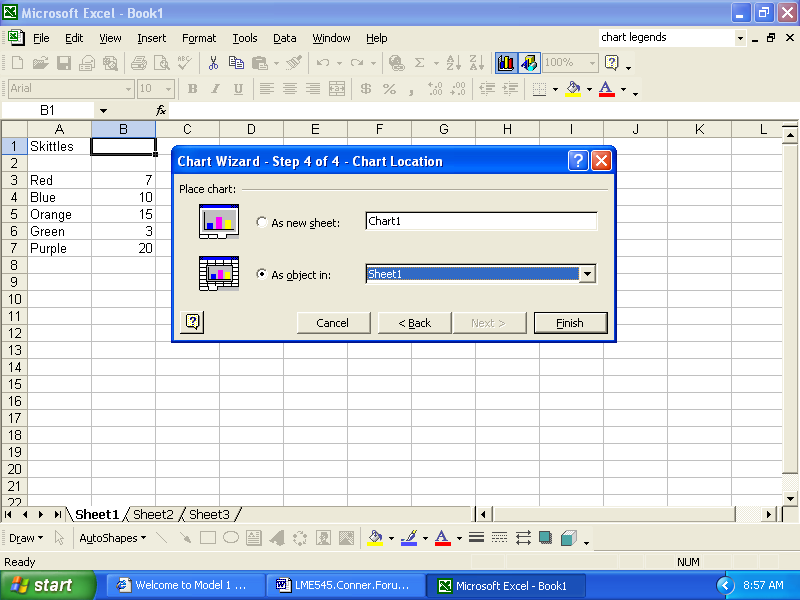 Microsoft Excel - Book1
File Edit View Insert Format Tools Data Window Help chart legends
100%
Arial 10 B I U $ % ,
B1 fx
A B C D E F G H I J K L
1 Skittles
2
3 Red 7
4 Blue 10
5 Orange 15
6 Green 3
7 Purple 20
8
9
10
11
12
13
14
15
16
17
18
19
20
21
22
Chart Wizard - Step 4 of 4 - Chart Location
Place chart:
As new sheet: Chart1
As object in: Sheet1
Cancel < Back Next > Finish
Sheet1 Sheet2 Sheet3
Draw AutoShapes
Ready NUM
start Welcome to Model 1 ... LME545.Conner.Foru... Microsoft Excel - Book1 8:57 AM